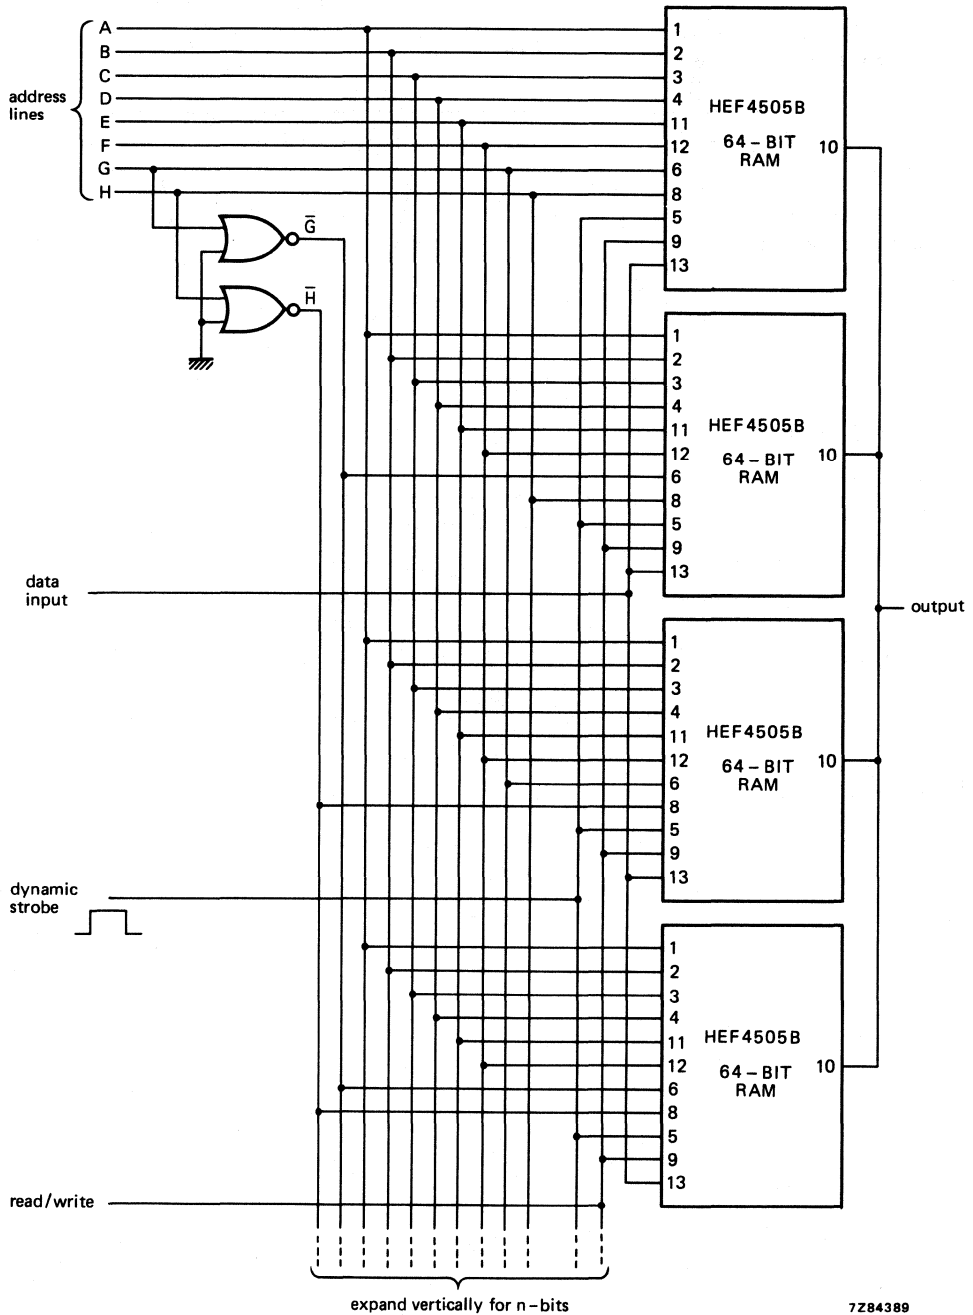 address
lines
A
B
C
D
E
F
G
H
G̅
H̅
1
2
3
4
11
12
6
8
5
9
13
HEF4505B
64-BIT
RAM
10
1
2
3
4
11
12
6
8
5
9
13
HEF4505B
64-BIT
RAM
10
data
input
output
1
2
3
4
11
12
6
8
5
9
13
HEF4505B
64-BIT
RAM
10
dynamic
strobe
1
2
3
4
11
12
6
8
5
9
13
HEF4505B
64-BIT
RAM
10
read/write
expand vertically for n-bits
7Z84389